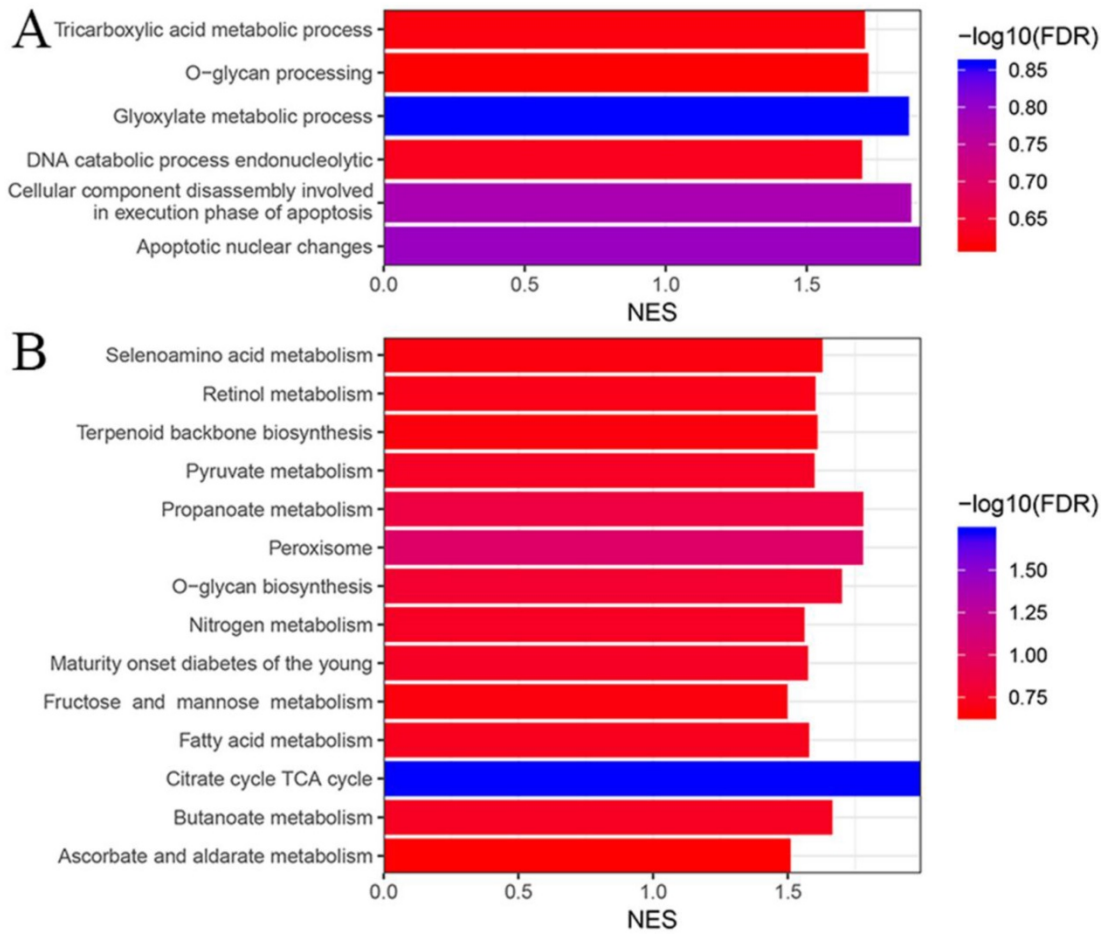 A
Tricarboxylic acid metabolic process
O−glycan processing
Glyoxylate metabolic process
DNA catabolic process endonucleolytic
Cellular component disassembly involved
in execution phase of apoptosis
Apoptotic nuclear changes
0.0 0.5 1.0 1.5
NES
−log10(FDR)
0.85
0.80
0.75
0.70
0.65
B
Selenoamino acid metabolism
Retinol metabolism
Terpenoid backbone biosynthesis
Pyruvate metabolism
Propanoate metabolism
Peroxisome
O−glycan biosynthesis
Nitrogen metabolism
Maturity onset diabetes of the young
Fructose and mannose metabolism
Fatty acid metabolism
Citrate cycle TCA cycle
Butanoate metabolism
Ascorbate and aldarate metabolism
0.0 0.5 1.0 1.5
NES
−log10(FDR)
1.50
1.25
1.00
0.75